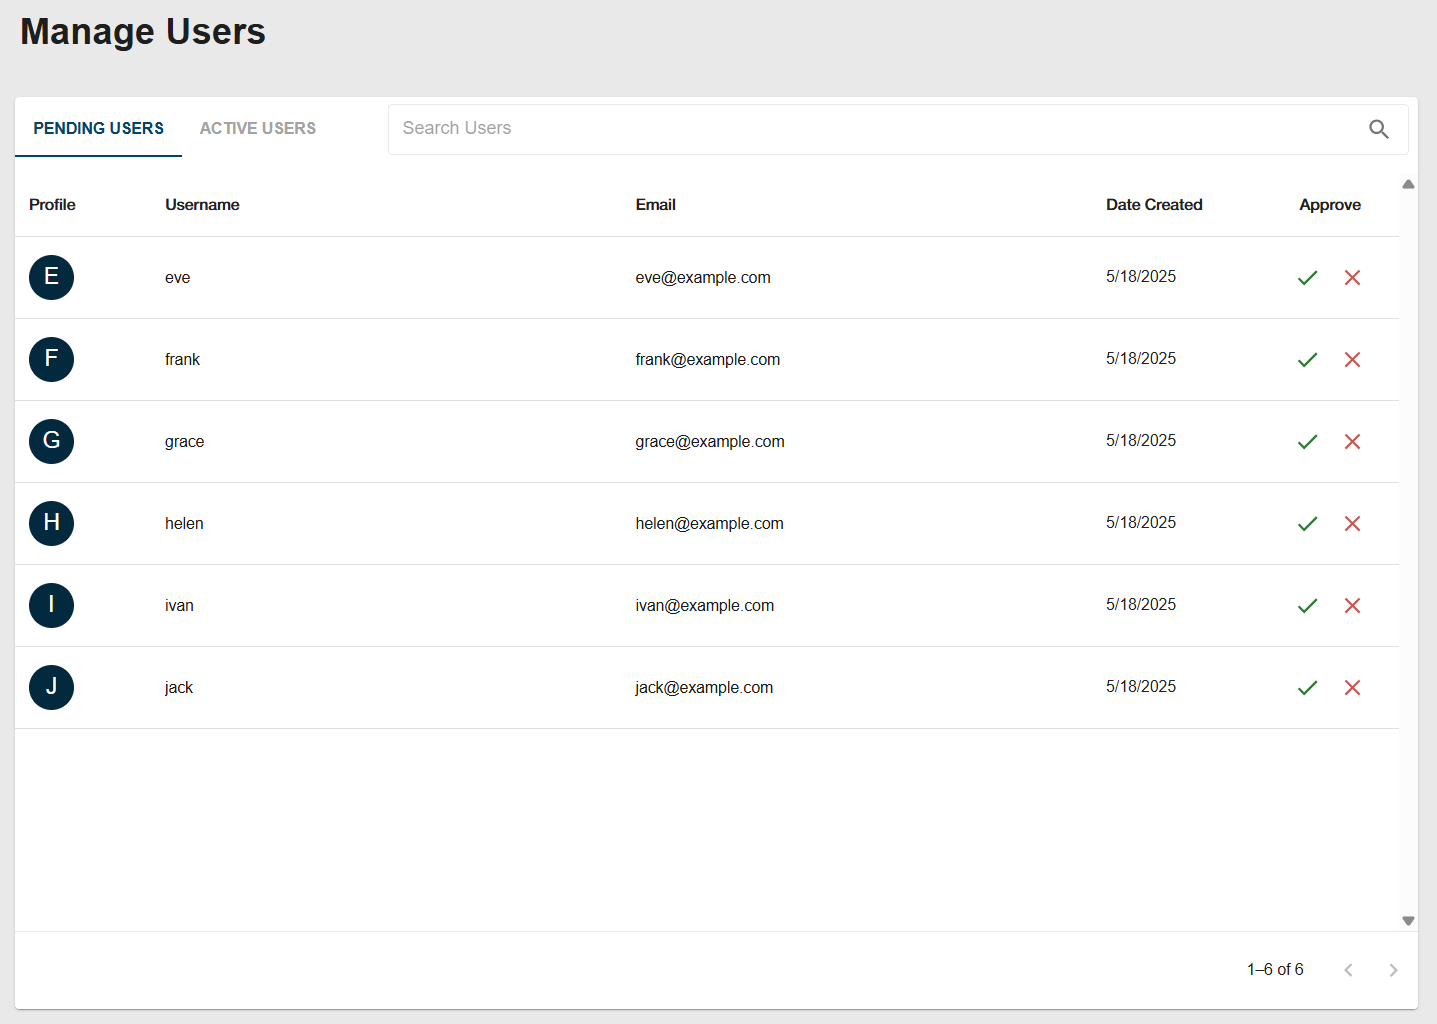 Manage Users
PENDING USERS ACTIVE USERS Search Users
Profile Username Email Date Created Approve
E eve eve@example.com 5/18/2025
F frank frank@example.com 5/18/2025
G grace grace@example.com 5/18/2025
H helen helen@example.com 5/18/2025
I ivan ivan@example.com 5/18/2025
J jack jack@example.com 5/18/2025
1–6 of 6